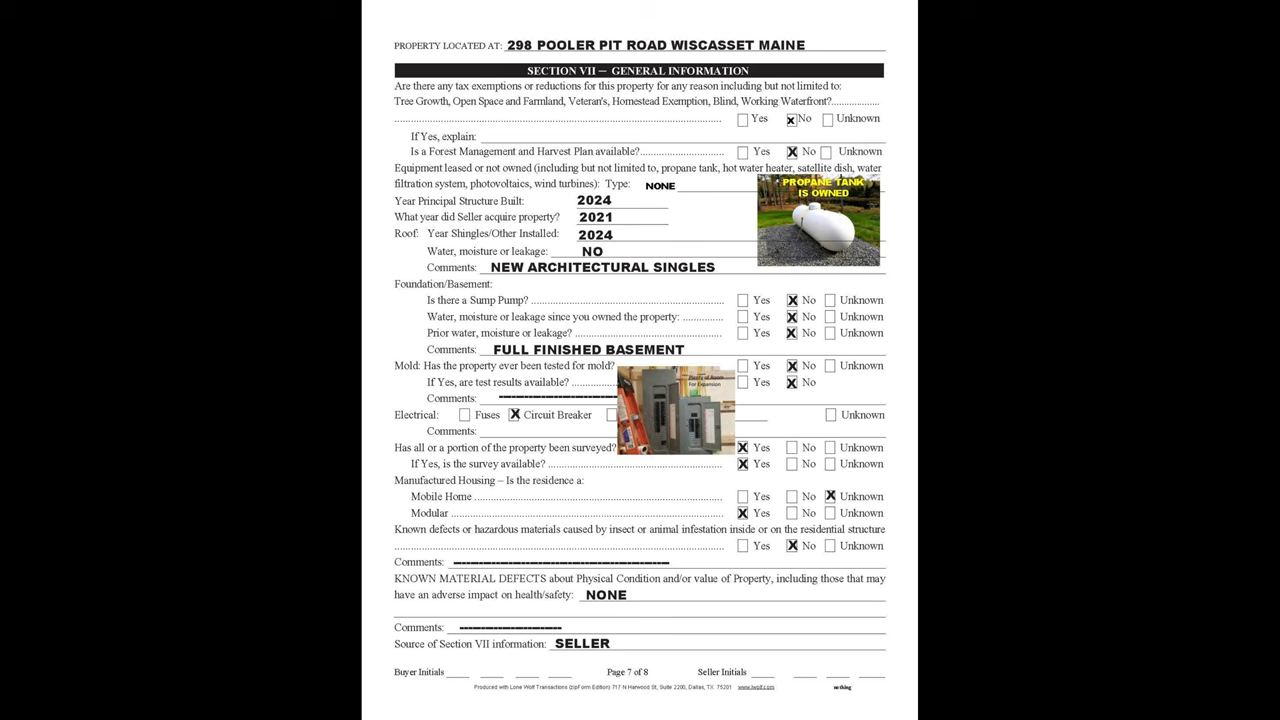 PROPERTY LOCATED AT: 298 POOLER PIT ROAD WISCASSET MAINE
SECTION VII — GENERAL INFORMATION
Are there any tax exemptions or reductions for this property for any reason including but not limited to:
Tree Growth, Open Space and Farmland, Veteran's, Homestead Exemption, Blind, Working Waterfront?..................
Yes X No Unknown
If Yes, explain:
Is a Forest Management and Harvest Plan available?............................. Yes X No Unknown
Equipment leased or not owned (including but not limited to, propane tank, hot water heater, satellite dish, water
filtration system, photovoltaics, wind turbines): Type: NONE
PROPANE TANK
IS OWNED
Year Principal Structure Built: 2024
What year did Seller acquire property? 2021
Roof: Year Shingles/Other Installed: 2024
Water, moisture or leakage: NO
Comments: NEW ARCHITECTURAL SINGLES
Foundation/Basement:
Is there a Sump Pump? ...................................................................... Yes X No Unknown
Water, moisture or leakage since you owned the property: ............... Yes X No Unknown
Prior water, moisture or leakage? ...................................................... Yes X No Unknown
Comments: FULL FINISHED BASEMENT
Mold: Has the property ever been tested for mold? Yes X No Unknown
If Yes, are test results available? ................ Yes X No
Plenty of Room
For Expansion
Comments: -----------------------------
Electrical: Fuses X Circuit Breaker Unknown
Comments:
Has all or a portion of the property been surveyed? X Yes No Unknown
If Yes, is the survey available? ................................................................ X Yes No Unknown
Manufactured Housing – Is the residence a:
Mobile Home ......................................................................................... Yes No X Unknown
Modular ................................................................................................. X Yes No Unknown
Known defects or hazardous materials caused by insect or animal infestation inside or on the residential structure
Yes X No Unknown
Comments: ------------------------------------------------------
KNOWN MATERIAL DEFECTS about Physical Condition and/or value of Property, including those that may
have an adverse impact on health/safety: NONE
Comments: -------------------------
Source of Section VII information: SELLER
Buyer Initials ____ ____ ____ ____ Page 7 of 8 Seller Initials ____ ____ ____ ____
Produced with Lone Wolf Transactions (zipForm Edition) 717 N Harwood St, Suite 2200, Dallas, TX 75201 www.lwolf.com nothing